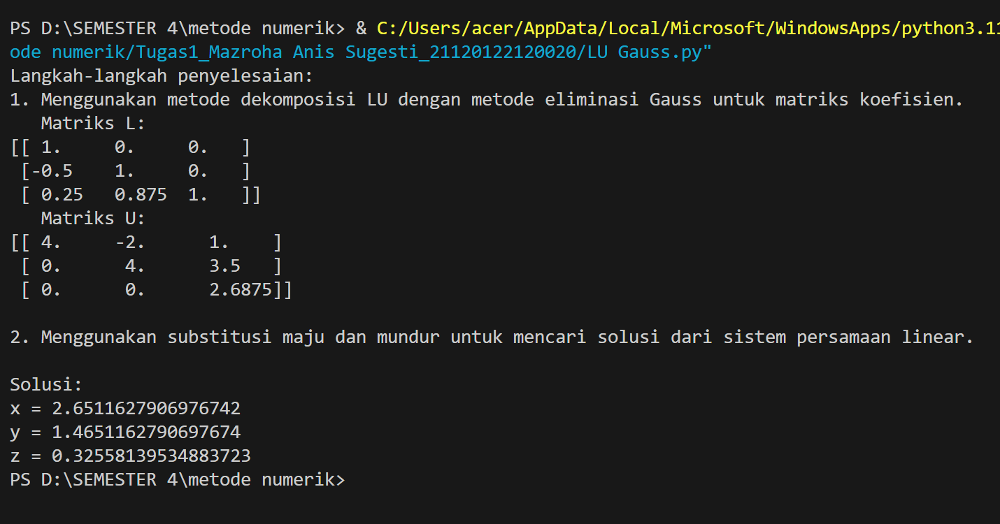 PS D:\SEMESTER 4\metode numerik> & C:/Users/acer/AppData/Local/Microsoft/WindowsApps/python3.11
ode numerik/Tugas1_Mazroha Anis Sugesti_21120122120020/LU Gauss.py"
Langkah-langkah penyelesaian:
1. Menggunakan metode dekomposisi LU dengan metode eliminasi Gauss untuk matriks koefisien.
   Matriks L:
[[ 1.     0.     0.   ]
 [-0.5    1.     0.   ]
 [ 0.25   0.875  1.   ]]
   Matriks U:
[[ 4.     -2.      1.    ]
 [ 0.      4.      3.5   ]
 [ 0.      0.      2.6875]]
2. Menggunakan substitusi maju dan mundur untuk mencari solusi dari sistem persamaan linear.
Solusi:
x = 2.6511627906976742
y = 1.4651162790697674
z = 0.32558139534883723
PS D:\SEMESTER 4\metode numerik>